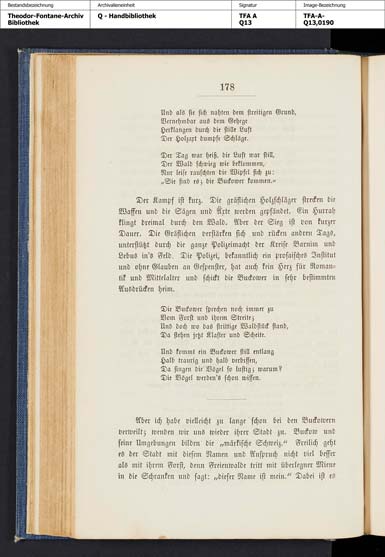 Bestandsbezeichnung Archivalieneinheit Signatur Image-Bezeichnung
Theodor-Fontane-Archiv Q - Handbibliothek TFA A TFA-A-
Bibliothek Q13 Q13,0190
178
Und als sie sich nahten dem streitigen Grund,
Vernehmbar aus dem Gehege
Herklangen durch die stille Luft
Der Holzaxt dumpfe Schläge.
Der Tag war heiß, die Luft war still,
Der Wald schwieg wie beklommen,
Nur leise rauschten die Wipfel sich zu:
„Sie sind es; die Buckower kommen.“
Der Kampf ist kurz. Die gräflichen Holzschläger strecken die
Waffen und die Sägen und Äxte werden gepfändet. Ein Hurrah
klingt dreimal durch den Wald. Aber der Sieg ist von kurzer
Dauer. Die Gräflichen verstärken sich und rücken andern Tags,
unterstützt durch die ganze Polizeimacht der Kreise Barnim und
Lebus in's Feld. Die Polizei, bekanntlich ein prosaisches Institut
und ohne Glauben an Gespenster, hat auch kein Herz für Roman-
tik und Mittelalter und schickt die Buckower in sehr bestimmten
Ausdrücken heim.
Die Buckower sprechen noch immer zu
Vom Forst und ihrem Streite;
Und doch wo das strittige Waldstück stand,
Da stehen jetzt Klafter und Scheite.
Und kommt ein Buckower still entlang
Halb traurig und halb verbissen,
Da singen die Vögel so lustig; warum?
Die Vögel werden's schon wissen.
Aber ich habe vielleicht zu lange schon bei den Buckowern
verweilt; wenden wir uns wieder ihrer Stadt zu. Buckow und
seine Umgebungen bilden die „märkische Schweiz.“ Freilich geht
es der Stadt mit diesem Namen und Anspruch nicht viel besser
als mit ihrem Forst, denn Freienwalde tritt mit überlegner Miene
in die Schranken und sagt: „dieser Name ist mein.“ Dabei ist es